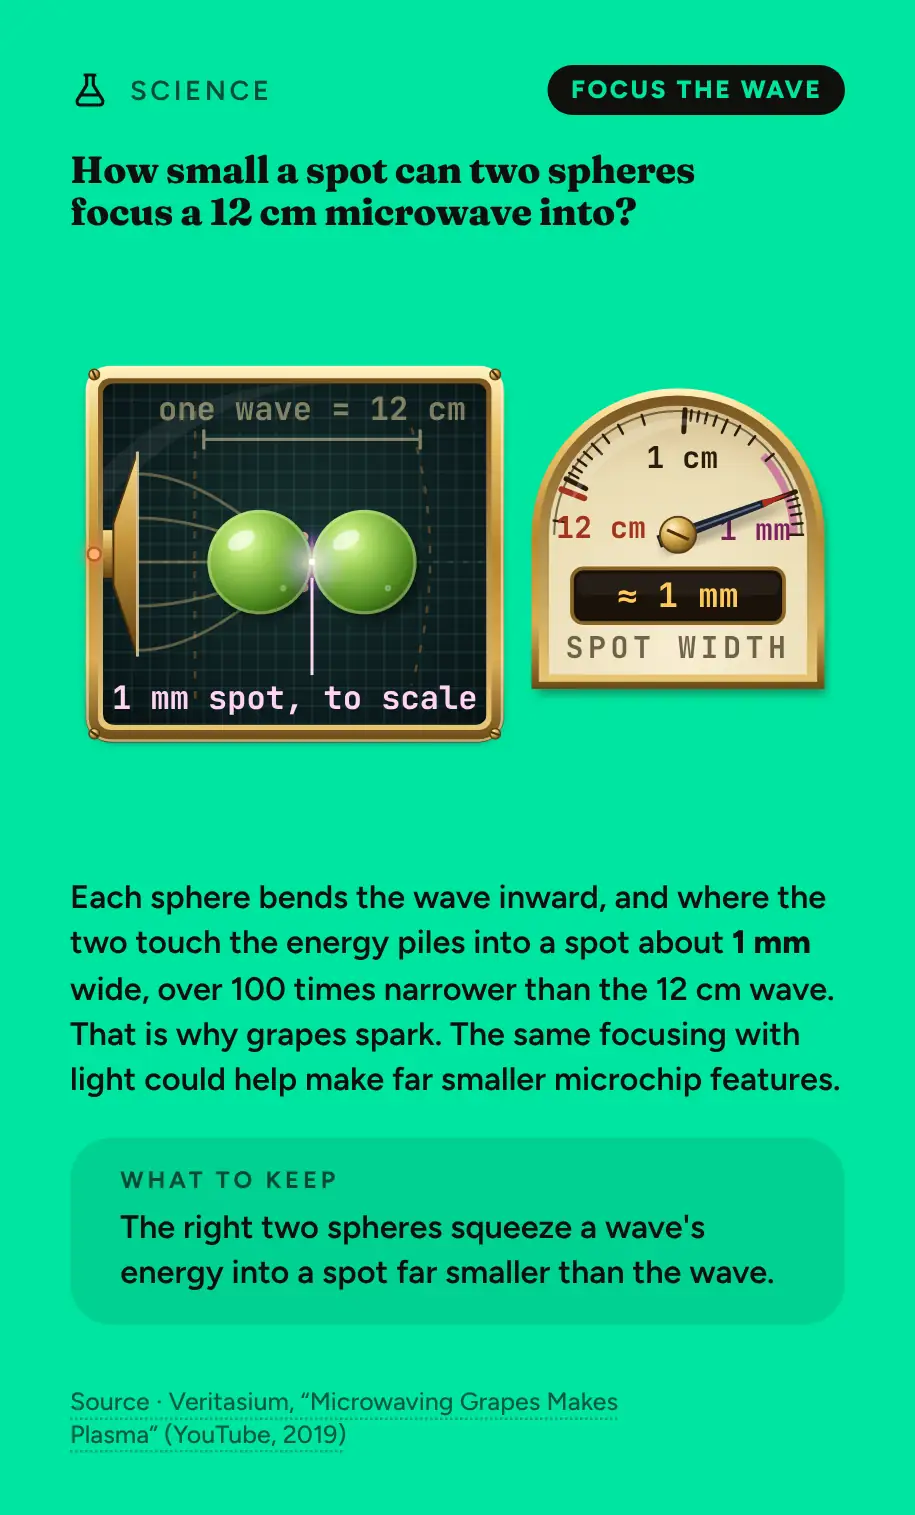 SCIENCE
FOCUS THE WAVE
How small a spot can two spheres
focus a 12 cm microwave into?
one wave = 12 cm
1 mm spot, to scale
1 cm
12 cm
1 mm
≈ 1 mm
SPOT WIDTH
Each sphere bends the wave inward, and where the
two touch the energy piles into a spot about 1 mm
wide, over 100 times narrower than the 12 cm wave.
That is why grapes spark. The same focusing with
light could help make far smaller microchip features.
WHAT TO KEEP
The right two spheres squeeze a wave's
energy into a spot far smaller than the wave.
Source · Veritasium, “Microwaving Grapes Makes
Plasma” (YouTube, 2019)